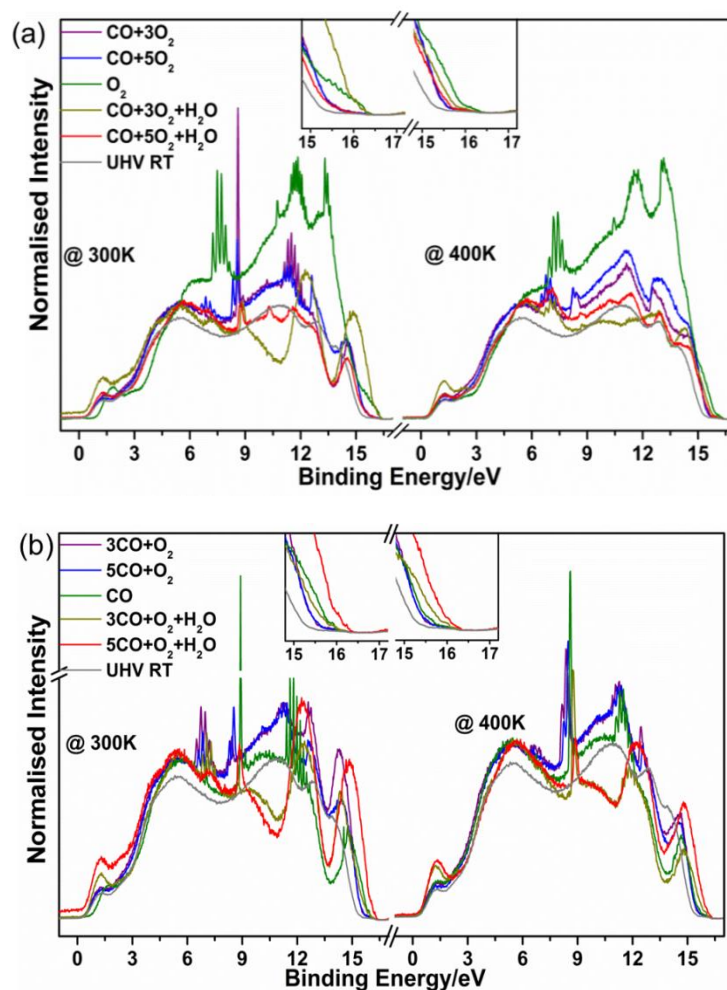 (a)
CO+3O₂
CO+5O₂
O₂
CO+3O₂+H₂O
CO+5O₂+H₂O
UHV RT
15 16 17 15 16 17
@ 300K
@ 400K
Normalised Intensity
0 3 6 9 12 15 0 3 6 9 12 15
Binding Energy/eV
(b)
3CO+O₂
5CO+O₂
CO
3CO+O₂+H₂O
5CO+O₂+H₂O
UHV RT
15 16 17 15 16 17
@ 300K
@ 400K
Normalised Intensity
0 3 6 9 12 15 0 3 6 9 12 15
Binding Energy/eV